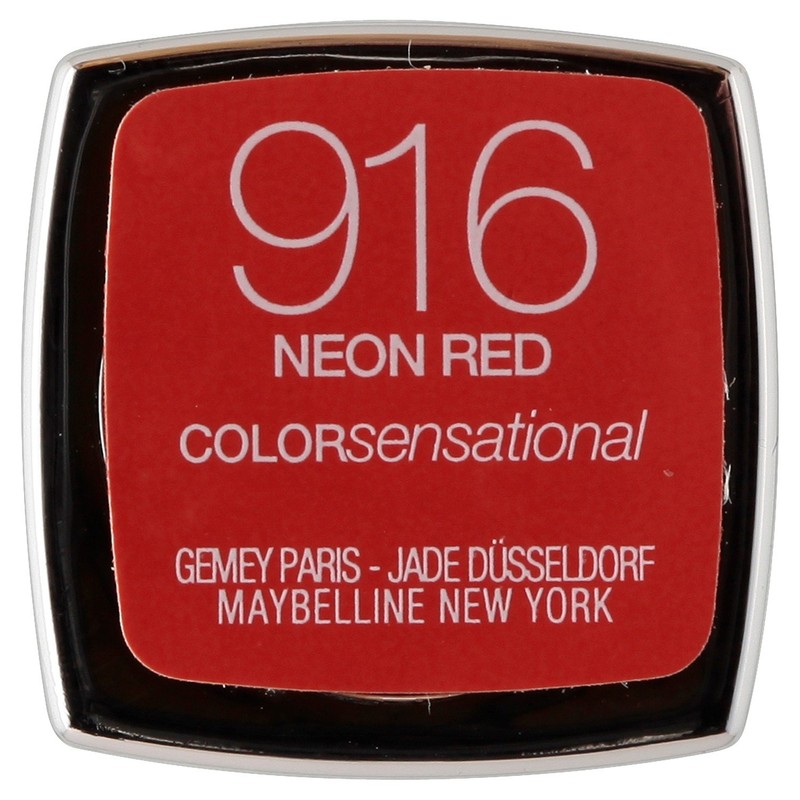 916
NEON RED
COLORsensational
GEMEY PARIS - JADE DÜSSELDORF
MAYBELLINE NEW YORK